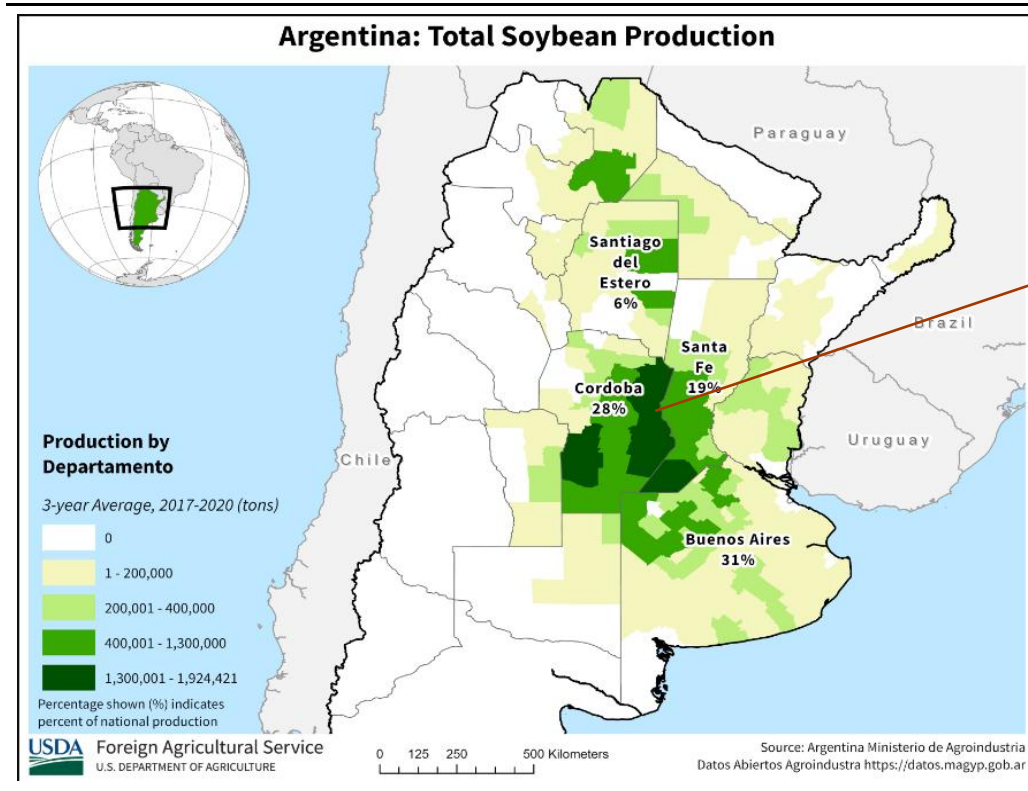 Argentina: Total Soybean Production
Paraguay
Santiago
del
Estero
6%
Brazil
Santa
Fe
19%
Cordoba
28%
Uruguay
Chile
Buenos Aires
31%
Production by
Departamento
3-year Average, 2017-2020 (tons)
0
1 - 200,000
200,001 - 400,000
400,001 - 1,300,000
1,300,001 - 1,924,421
Percentage shown (%) indicates
percent of national production
USDA Foreign Agricultural Service
U.S. DEPARTMENT OF AGRICULTURE
0 125 250 500 Kilometers
Source: Argentina Ministerio de Agroindustria
Datos Abiertos Agroindustra https://datos.magyp.gob.ar